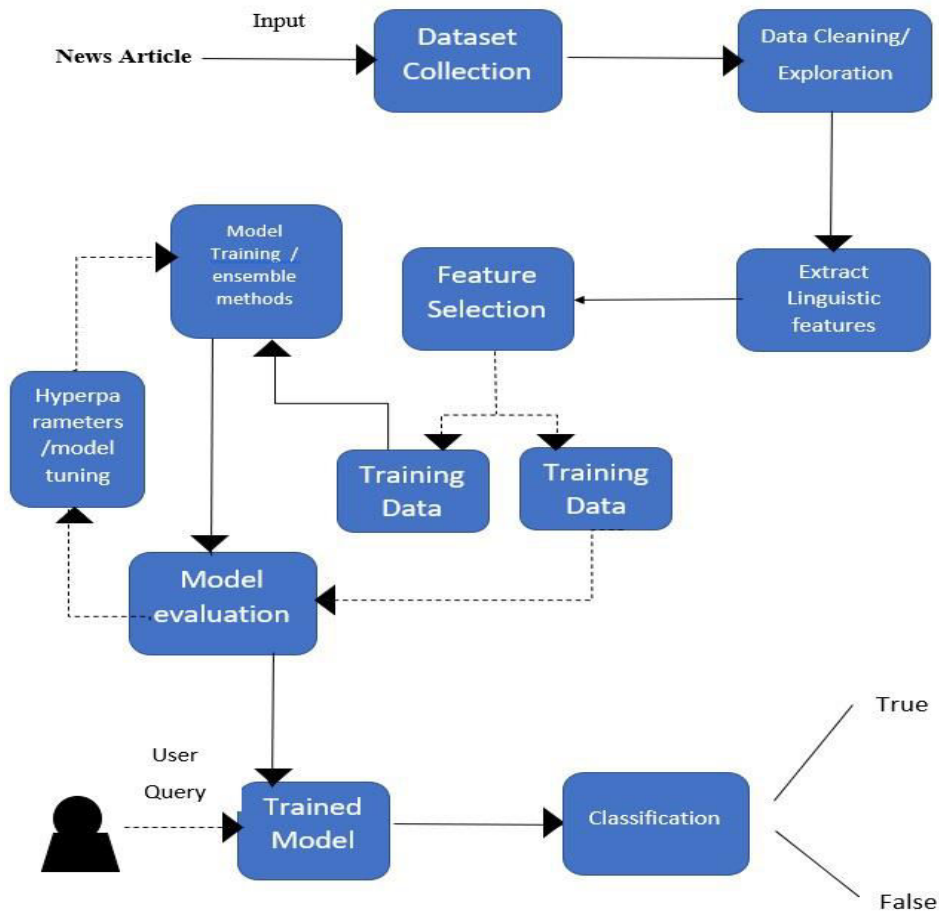 Input
News Article
Dataset
Collection
Data Cleaning/
Exploration
Model
Training /
ensemble
methods
Feature
Selection
Extract
Linguistic
features
Hyperpa
rameters
/model
tuning
Training
Data
Training
Data
Model
evaluation
User
Query
Trained
Model
Classification
True
False